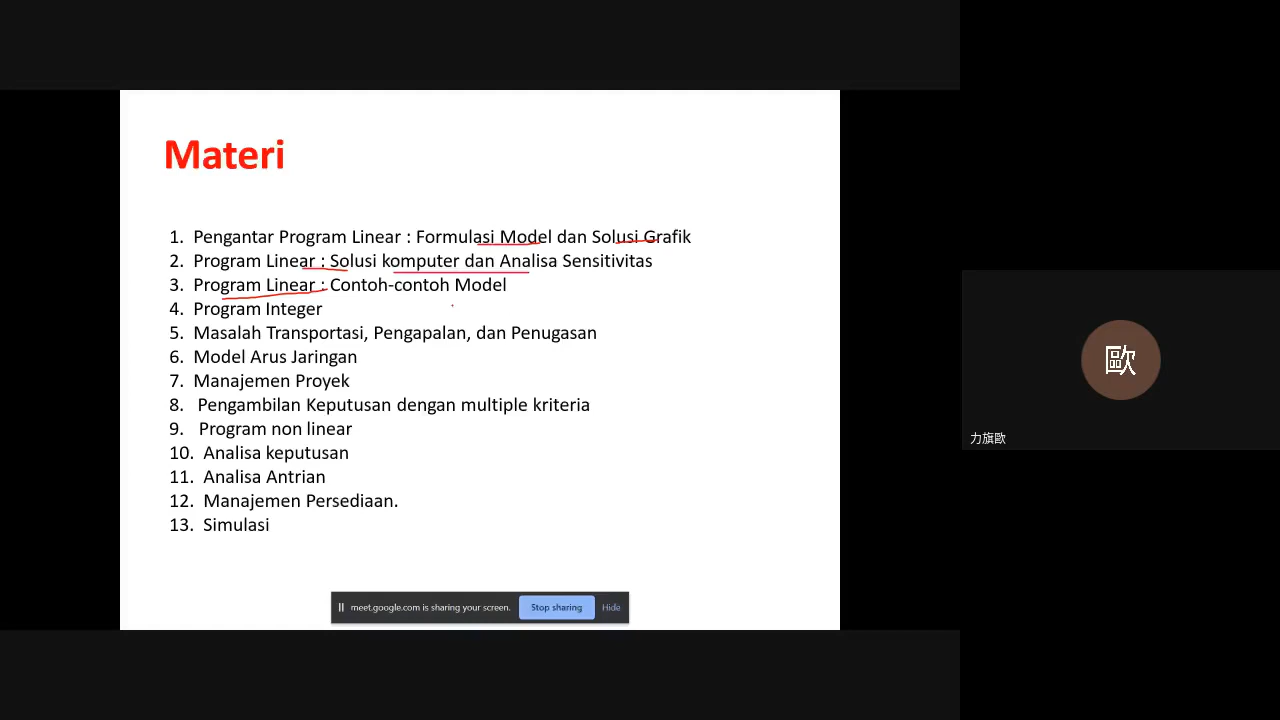 Materi
1. Pengantar Program Linear : Formulasi Model dan Solusi Grafik
2. Program Linear : Solusi komputer dan Analisa Sensitivitas
3. Program Linear : Contoh-contoh Model
4. Program Integer
5. Masalah Transportasi, Pengapalan, dan Penugasan
6. Model Arus Jaringan
7. Manajemen Proyek
8. Pengambilan Keputusan dengan multiple kriteria
9. Program non linear
10. Analisa keputusan
11. Analisa Antrian
12. Manajemen Persediaan.
13. Simulasi
meet.google.com is sharing your screen. Stop sharing Hide
歐
力旗歐